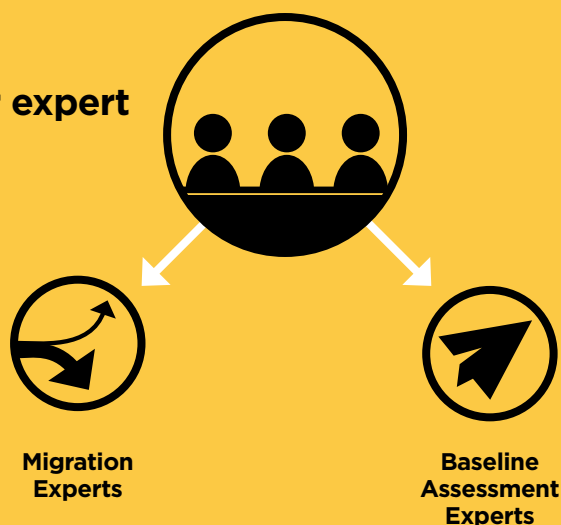 expert
Migration
Experts
Baseline
Assessment
Experts